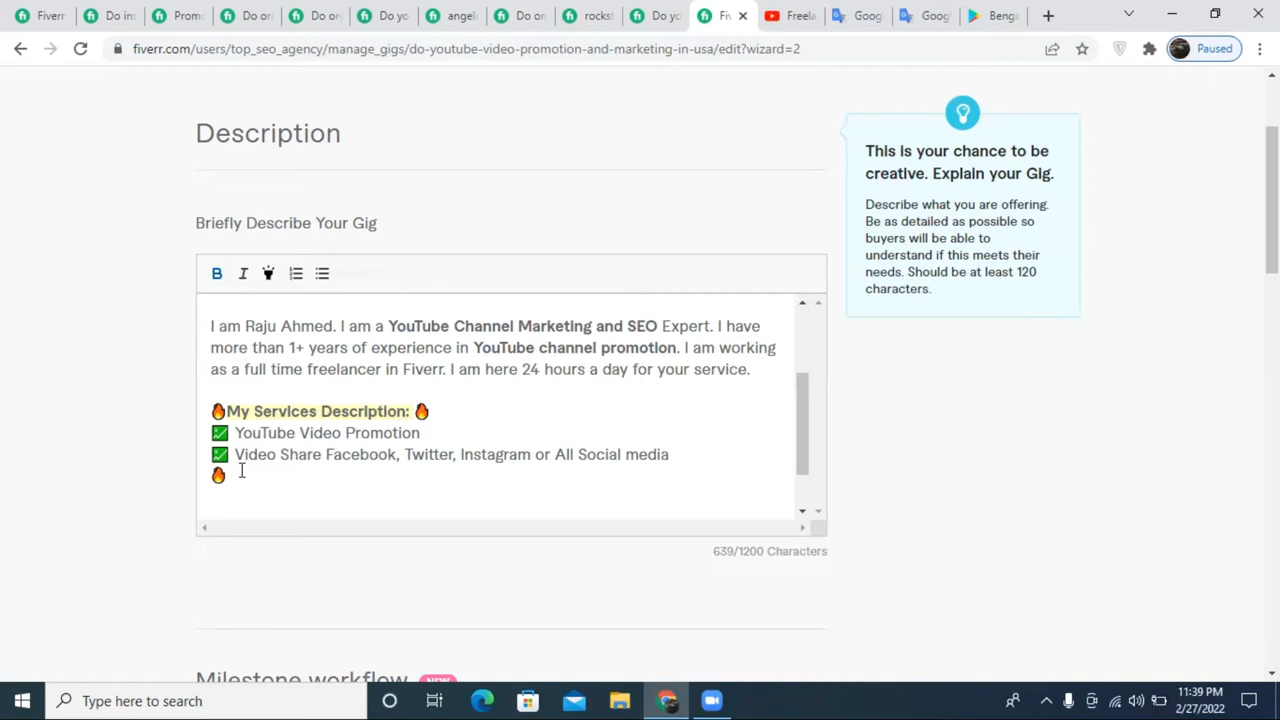 Fiverr
Do ins
Promo
Do or
Do or
Do yo
angel
Do or
rockst
Do yo
Fiv
Freela
Goog
Goog
Benga
fiverr.com/users/top_seo_agency/manage_gigs/do-youtube-video-promotion-and-marketing-in-usa/edit?wizard=2
Paused
Description
Briefly Describe Your Gig
B I
I am Raju Ahmed. I am a YouTube Channel Marketing and SEO Expert. I have
more than 1+ years of experience in YouTube channel promotion. I am working
as a full time freelancer in Fiverr. I am here 24 hours a day for your service.
🔥My Services Description: 🔥
YouTube Video Promotion
Video Share Facebook, Twitter, Instagram or All Social media
🔥
639/1200 Characters
This is your chance to be
creative. Explain your Gig.
Describe what you are offering.
Be as detailed as possible so
buyers will be able to
understand if this meets their
needs. Should be at least 120
characters.
Milestone workflow NEW
Type here to search
11:39 PM
2/27/2022